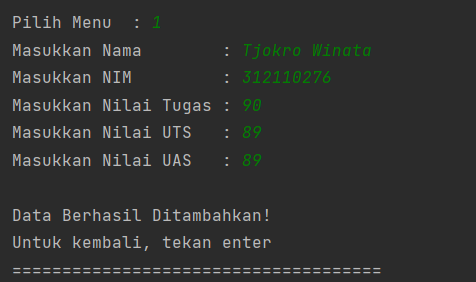 Pilih Menu  : 1
Masukkan Nama        : Tjokro Winata
Masukkan NIM         : 312110276
Masukkan Nilai Tugas : 90
Masukkan Nilai UTS   : 89
Masukkan Nilai UAS   : 89

Data Berhasil Ditambahkan!
Untuk kembali, tekan enter
=====================================